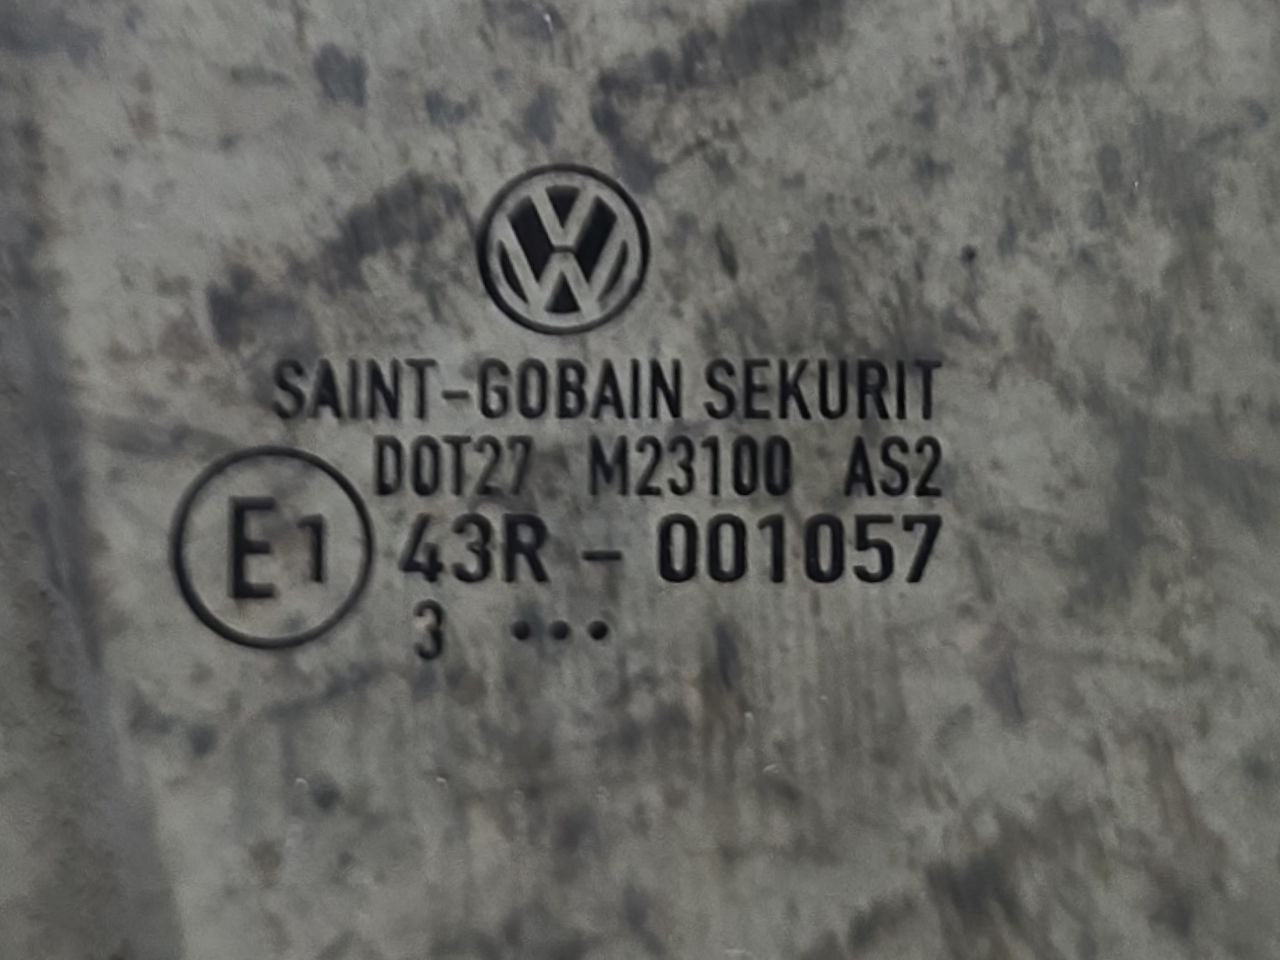 SAINT-GOBAIN SEKURIT
DOT27 M23100 AS2
E1 43R - 001057
3 •••